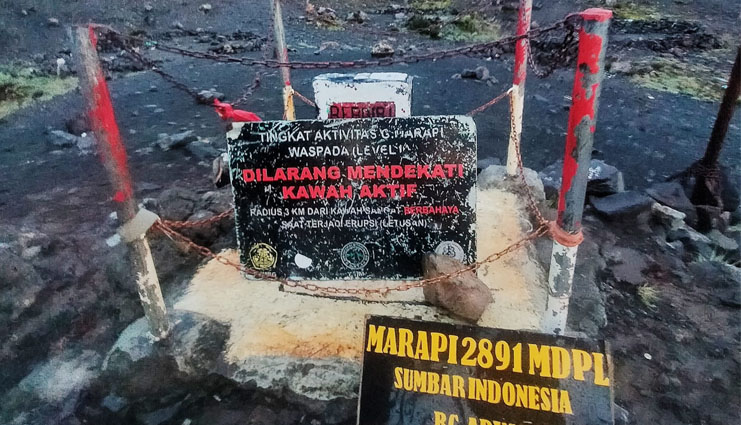 TINGKAT AKTIVITAS G. MARAPI
WASPADA (LEVEL II
DILARANG MENDEKATI
KAWAH AKTIF
RADIUS 3 KM DARI KAWAH SANGAT BERBAHAYA
SAAT TERJADI ERUPSI (LETUSAN)
MARAPI 2891 MDPL
SUMBAR INDONESIA